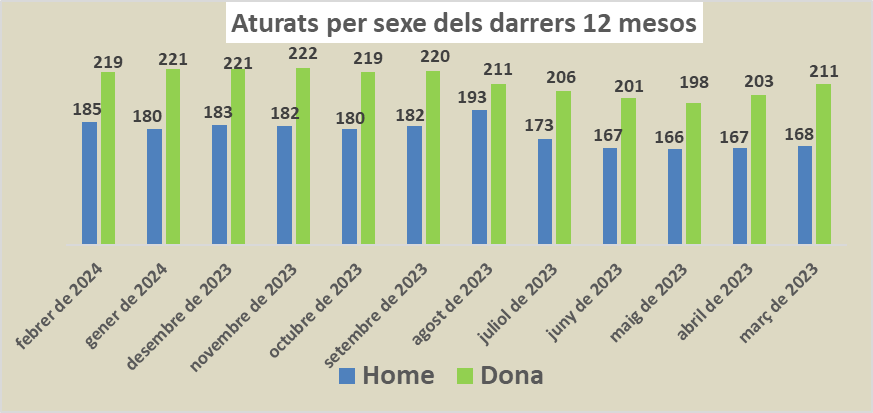 Aturats per sexe dels darrers 12 mesos
219 221 221 222 219 220 211 206 201 198 203 211
185 180 183 182 180 182 193 173 167 166 167 168
febrer de 2024
gener de 2024
desembre de 2023
novembre de 2023
octubre de 2023
setembre de 2023
agost de 2023
juliol de 2023
juny de 2023
maig de 2023
abril de 2023
març de 2023
Home Dona